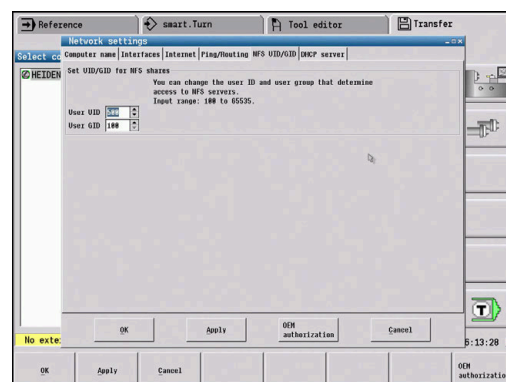 Reference smart.Turn Tool editor Transfer
Network settings
Select co
Computer name Interfaces Internet Ping/Routing NFS UID/GID DHCP server
HEIDEN
Set UID/GID for NFS shares
You can change the user ID and user group that determine
access to NFS servers.
Input range: 100 to 65535.
User UID
User GID 100
T
OK Apply OEM authorization Cancel
No exte
6:13:28
OK Apply Cancel OEM
authorizatio